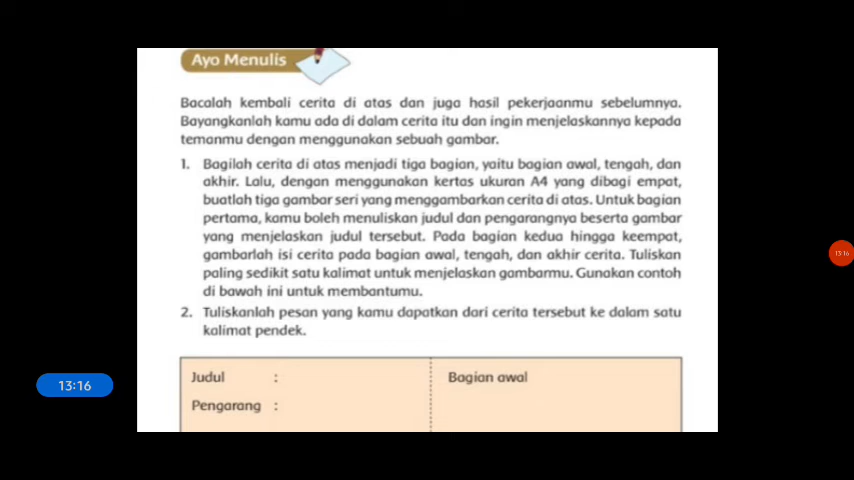 Ayo Menulis
Bacalah kembali cerita di atas dan juga hasil pekerjaanmu sebelumnya.
Bayangkanlah kamu ada di dalam cerita itu dan ingin menjelaskannya kepada
temanmu dengan menggunakan sebuah gambar.
1. Bagilah cerita di atas menjadi tiga bagian, yaitu bagian awal, tengah, dan
akhir. Lalu, dengan menggunakan kertas ukuran A4 yang dibagi empat,
buatlah tiga gambar seri yang menggambarkan cerita di atas. Untuk bagian
pertama, kamu boleh menuliskan judul dan pengarangnya beserta gambar
yang menjelaskan judul tersebut. Pada bagian kedua hingga keempat,
gambarlah isi cerita pada bagian awal, tengah, dan akhir cerita. Tuliskan
paling sedikit satu kalimat untuk menjelaskan gambarmu. Gunakan contoh
di bawah ini untuk membantumu.
2. Tuliskanlah pesan yang kamu dapatkan dari cerita tersebut ke dalam satu
kalimat pendek.
Judul :
Pengarang :
Bagian awal
13:16
13:16